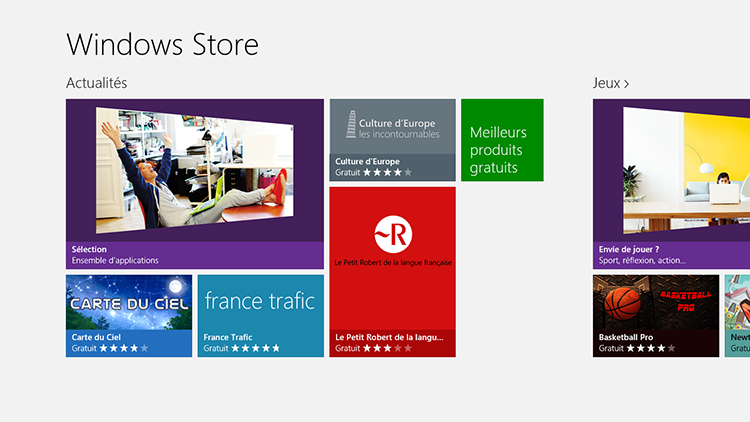 Windows Store
Actualités
Sélection
Ensemble d'applications
Culture d'Europe
les incontournables
Culture d'Europe
Gratuit
Meilleurs
produits
gratuits
R
Le Petit Robert de la langue française
Le Petit Robert de la langu...
Gratuit
CARTE DU CIEL
Carte du Ciel
Gratuit
france trafic
France Trafic
Gratuit
Jeux >
Envie de jouer ?
Sport, réflexion, action...
BASKETBALL
PRO
Basketball Pro
Gratuit
Newt
Gratu